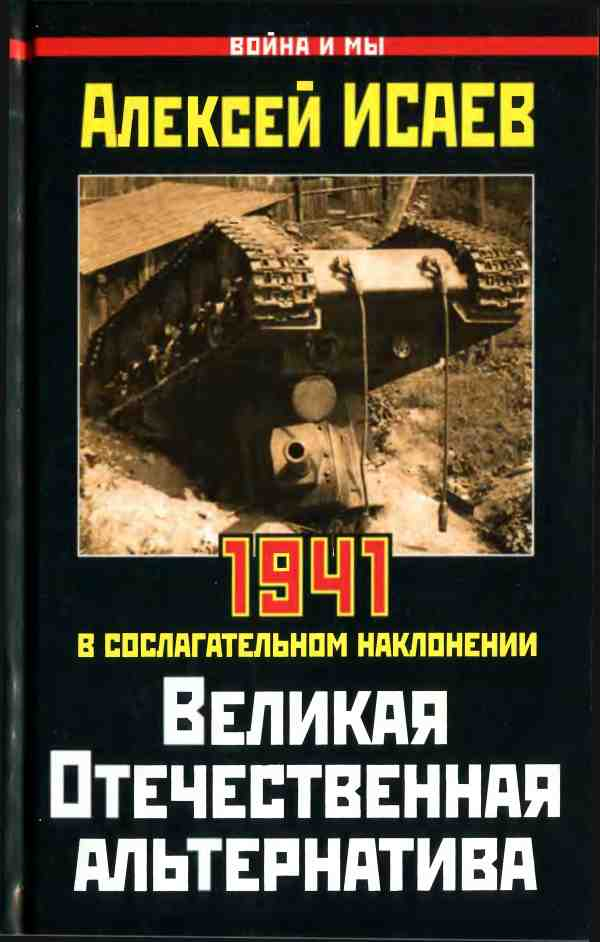 ВОЙНА И МЫ
АЛЕКСЕЙ ИСАЕВ
1941
В СОСЛАГАТЕЛЬНОМ НАКЛОНЕНИИ
ВЕЛИКАЯ
ОТЕЧЕСТВЕННАЯ
АЛЬТЕРНАТИВА